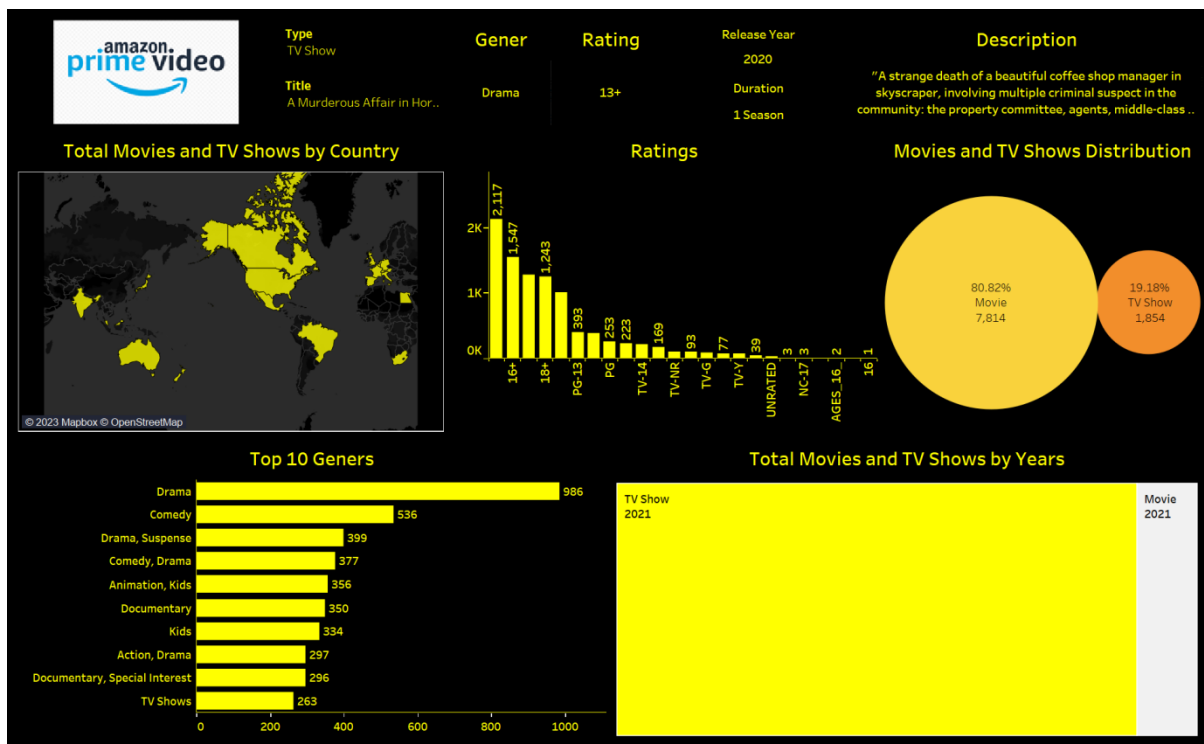 amazon
prime video
Type
TV Show
Title
A Murderous Affair in Hor..
Gener
Drama
Rating
13+
Release Year
2020
Duration
1 Season
Description
"A strange death of a beautiful coffee shop manager in
skyscraper, involving multiple criminal suspect in the
community: the property committee, agents, middle-class ..
Total Movies and TV Shows by Country
© 2023 Mapbox © OpenStreetMap
Ratings
2K
1K
0K
2,117
1,547
1,243
393
253
223
169
93
77
39
3
3
2
1
16+
18+
PG-13
PG
TV-14
TV-NR
TV-G
TV-Y
UNRATED
NC-17
AGES_16_
16
Movies and TV Shows Distribution
80.82%
Movie
7,814
19.18%
TV Show
1,854
Top 10 Geners
Drama
986
Comedy
536
Drama, Suspense
399
Comedy, Drama
377
Animation, Kids
356
Documentary
350
Kids
334
Action, Drama
297
Documentary, Special Interest
296
TV Shows
263
0
200
400
600
800
1000
Total Movies and TV Shows by Years
TV Show
2021
Movie
2021